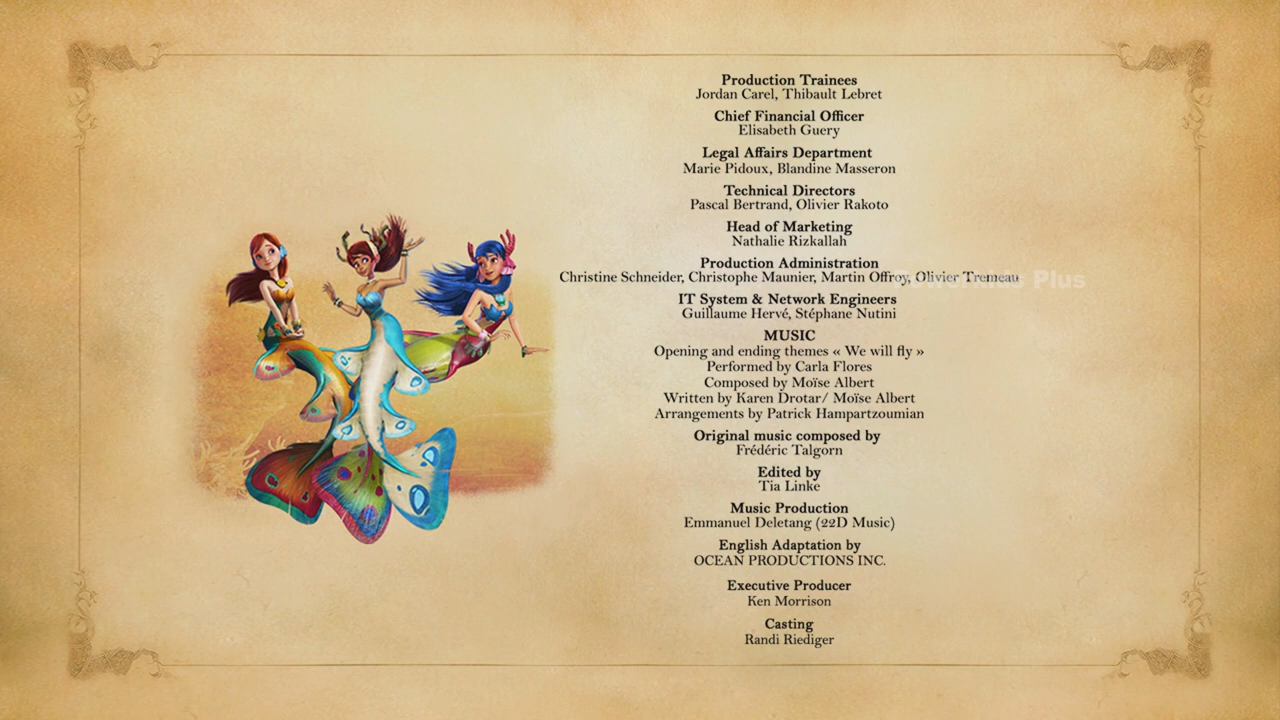 Production Trainees
Jordan Carel, Thibault Lebret
Chief Financial Officer
Elisabeth Guery
Legal Affairs Department
Marie Pidoux, Blandine Masseron
Technical Directors
Pascal Bertrand, Olivier Rakoto
Head of Marketing
Nathalie Rizkallah
Production Administration
Christine Schneider, Christophe Maunier, Martin Offroy, Olivier Tremeau
Plus
IT System & Network Engineers
Guillaume Hervé, Stéphane Nutini
MUSIC
Opening and ending themes « We will fly »
Performed by Carla Flores
Composed by Moïse Albert
Written by Karen Drotar/ Moïse Albert
Arrangements by Patrick Hampartzoumian
Original music composed by
Frédéric Talgorn
Edited by
Tia Linke
Music Production
Emmanuel Deletang (22D Music)
English Adaptation by
OCEAN PRODUCTIONS INC.
Executive Producer
Ken Morrison
Casting
Randi Riediger